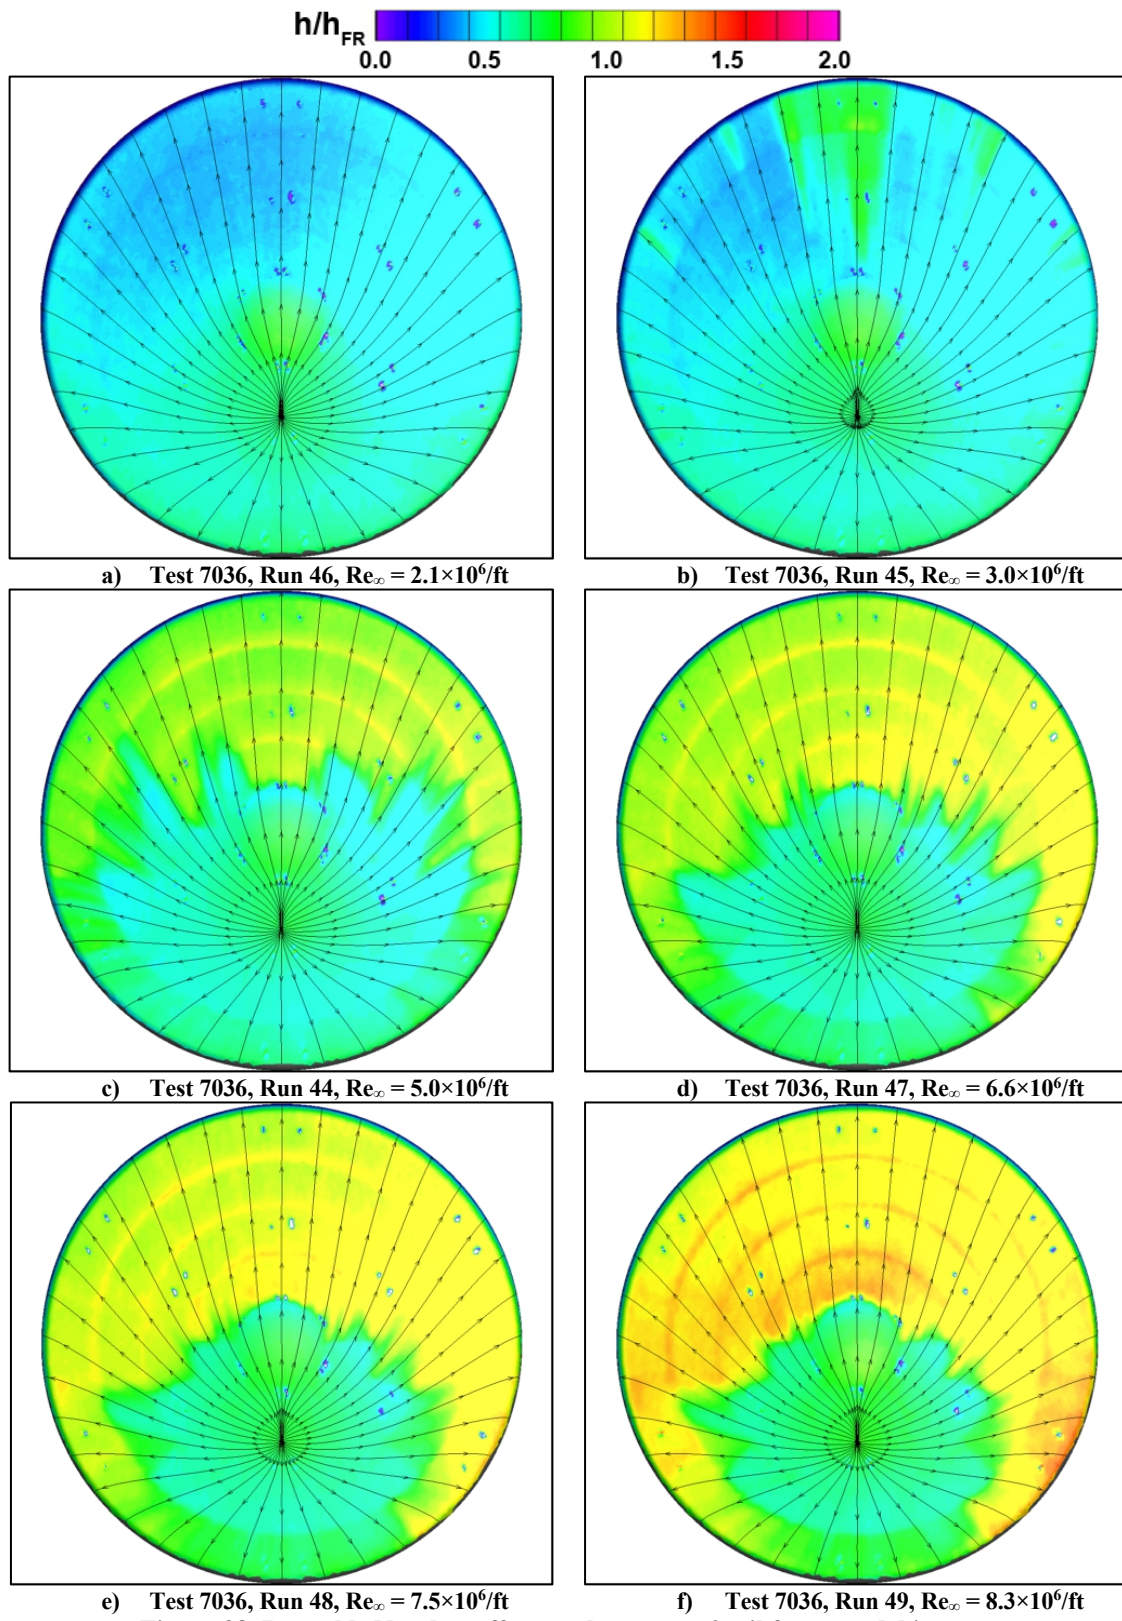 h/hFR
0.0 0.5 1.0 1.5 2.0
a) Test 7036, Run 46, Re∞ = 2.1×10⁶/ft
b) Test 7036, Run 45, Re∞ = 3.0×10⁶/ft
c) Test 7036, Run 44, Re∞ = 5.0×10⁶/ft
d) Test 7036, Run 47, Re∞ = 6.6×10⁶/ft
e) Test 7036, Run 48, Re∞ = 7.5×10⁶/ft
f) Test 7036, Run 49, Re∞ = 8.3×10⁶/ft